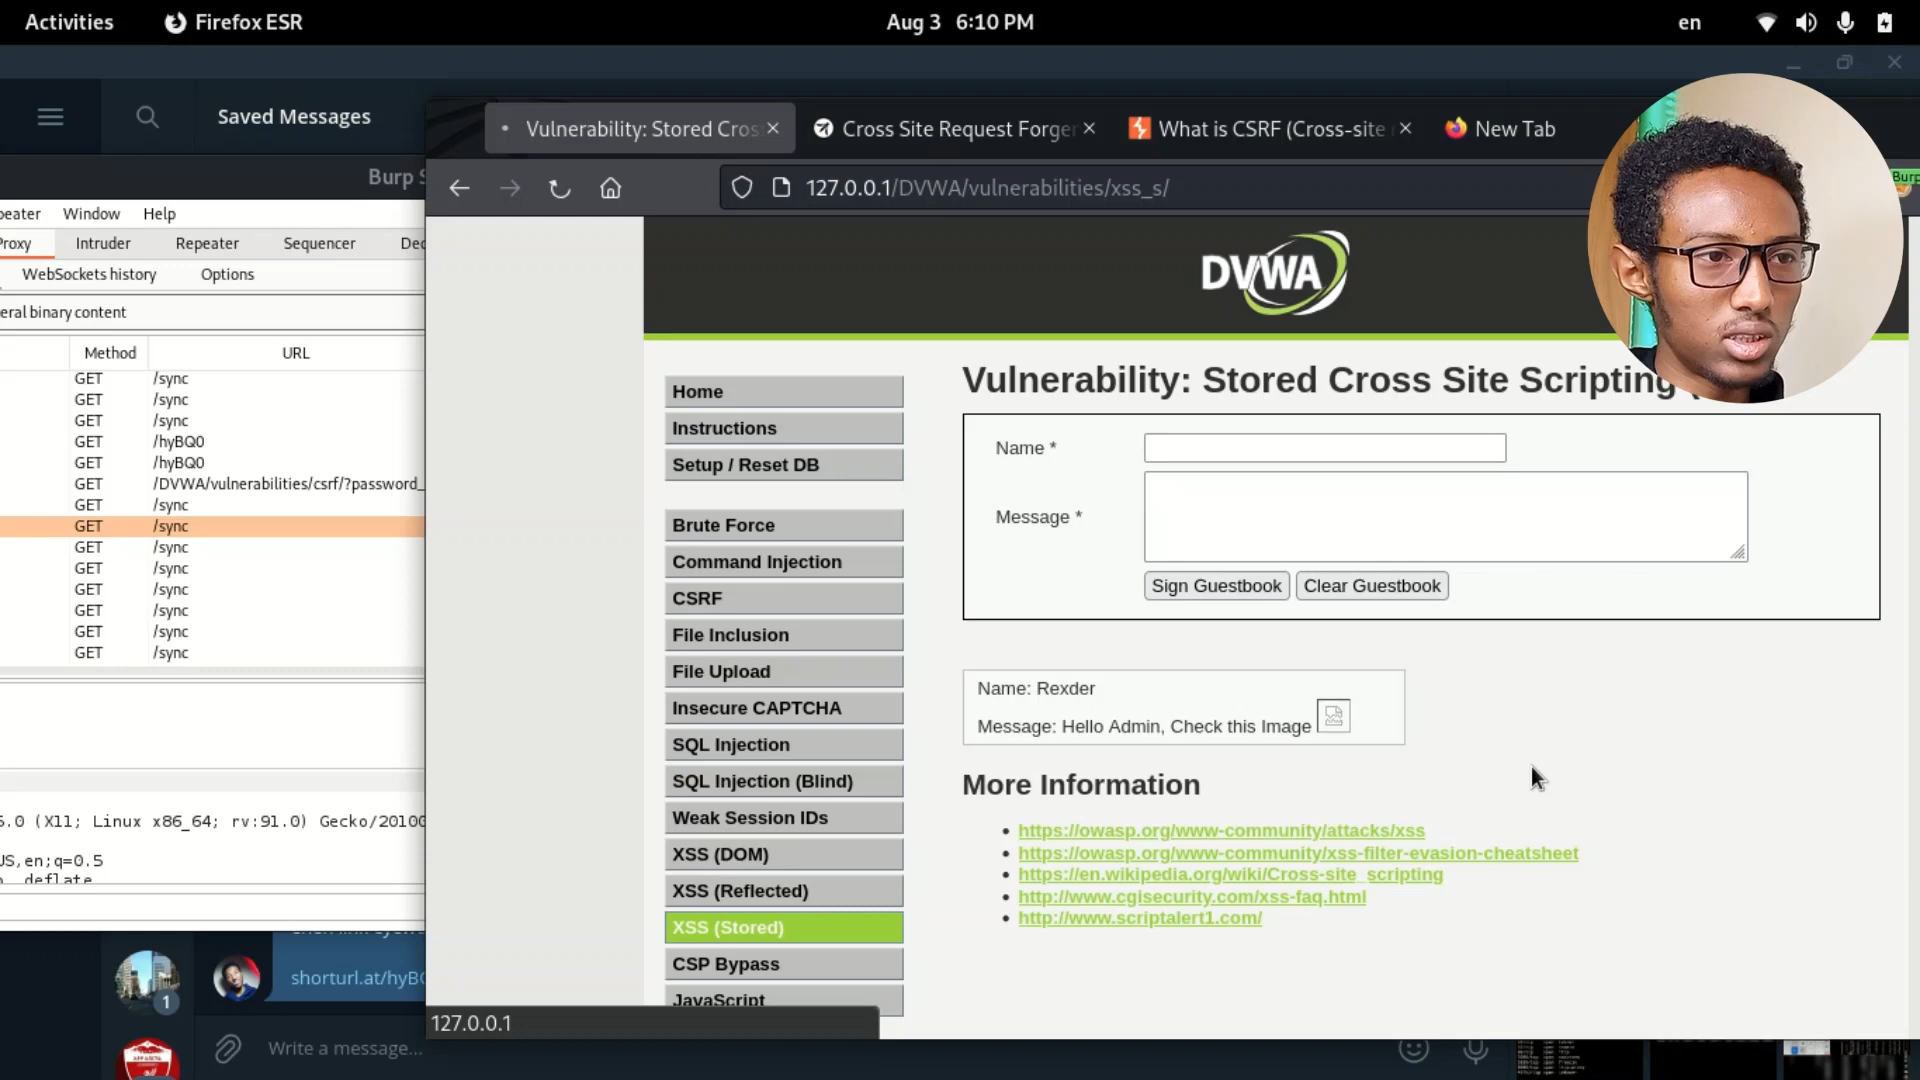 Activities
Firefox ESR
Aug 3 6:10 PM
en
Saved Messages
Burp S
Window
Help
Proxy
Intruder
Repeater
Sequencer
WebSockets history
Options
eral binary content
Method
URL
GET /sync
GET /sync
GET /sync
GET /hyBQ0
GET /hyBQ0
GET /DVWA/vulnerabilities/csrf/?password_
GET /sync
GET /sync
GET /sync
GET /sync
GET /sync
GET /sync
GET /sync
GET /sync
5.0 (X11; Linux x86_64; rv:91.0) Gecko/20100
US,en;q=0.5
, deflate
shorturl.at/hyBQ
1
Write a message...
Vulnerability: Stored Cros
Cross Site Request Forger
What is CSRF (Cross-site
New Tab
127.0.0.1/DVWA/vulnerabilities/xss_s/
Burp
DVWA
Home
Instructions
Setup / Reset DB
Brute Force
Command Injection
CSRF
File Inclusion
File Upload
Insecure CAPTCHA
SQL Injection
SQL Injection (Blind)
Weak Session IDs
XSS (DOM)
XSS (Reflected)
XSS (Stored)
CSP Bypass
JavaScript
Vulnerability: Stored Cross Site Scripting (
Name *
Message *
Sign Guestbook
Clear Guestbook
Name: Rexder
Message: Hello Admin, Check this Image
More Information
https://owasp.org/www-community/attacks/xss
https://owasp.org/www-community/xss-filter-evasion-cheatsheet
https://en.wikipedia.org/wiki/Cross-site_scripting
http://www.cgisecurity.com/xss-faq.html
http://www.scriptalert1.com/
127.0.0.1